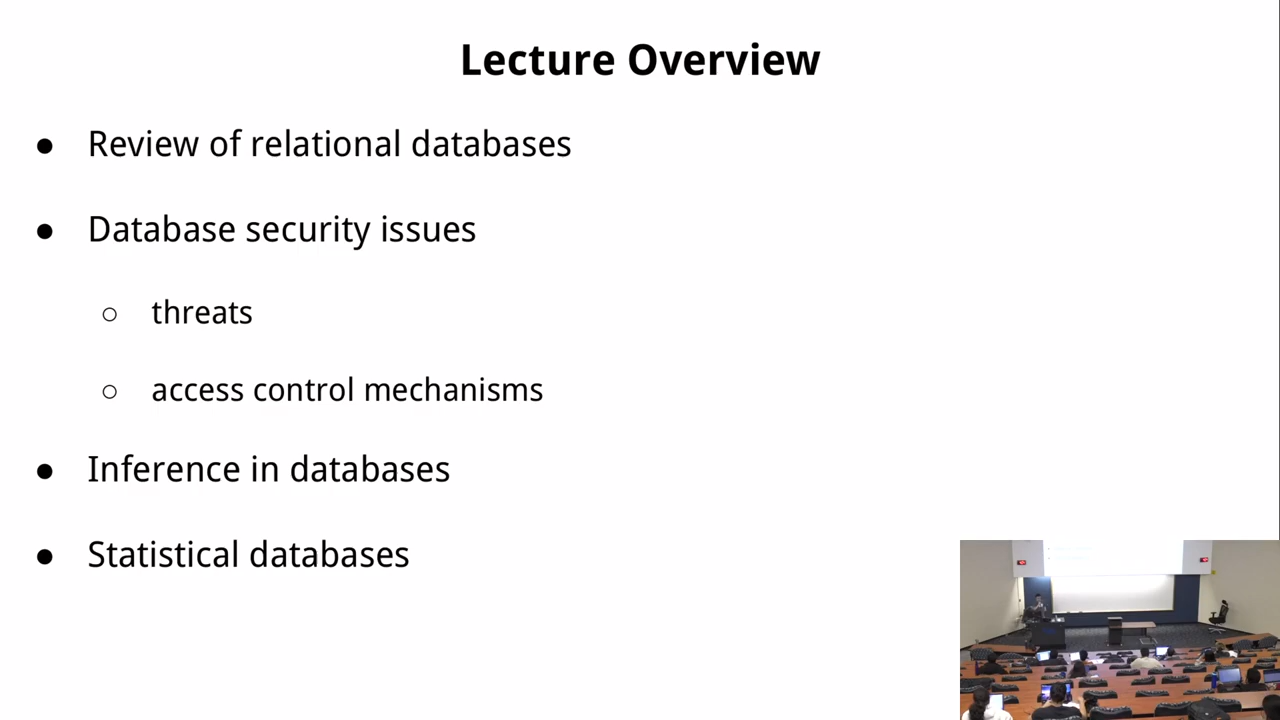 Lecture Overview
● Review of relational databases
● Database security issues
○ threats
○ access control mechanisms
● Inference in databases
● Statistical databases